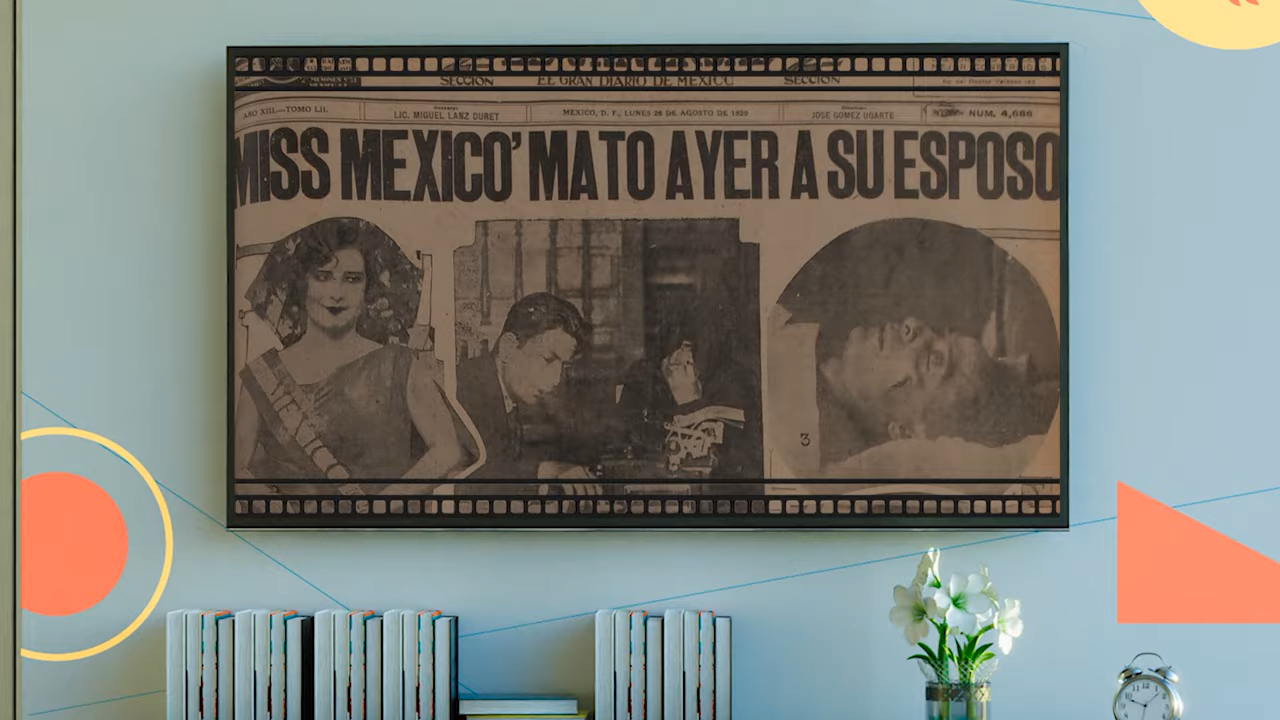 SECCION EL GRAN DIARIO DE MEXICO SECCION
AÑO XIII.—TOMO LII.
LIC. MIGUEL LANZ DURET
MEXICO, D. F., LUNES 26 DE AGOSTO DE 1929
JOSE GOMEZ UGARTE
NUM. 4,686
MISS MEXICO' MATO AYER A SU ESPOSO
3